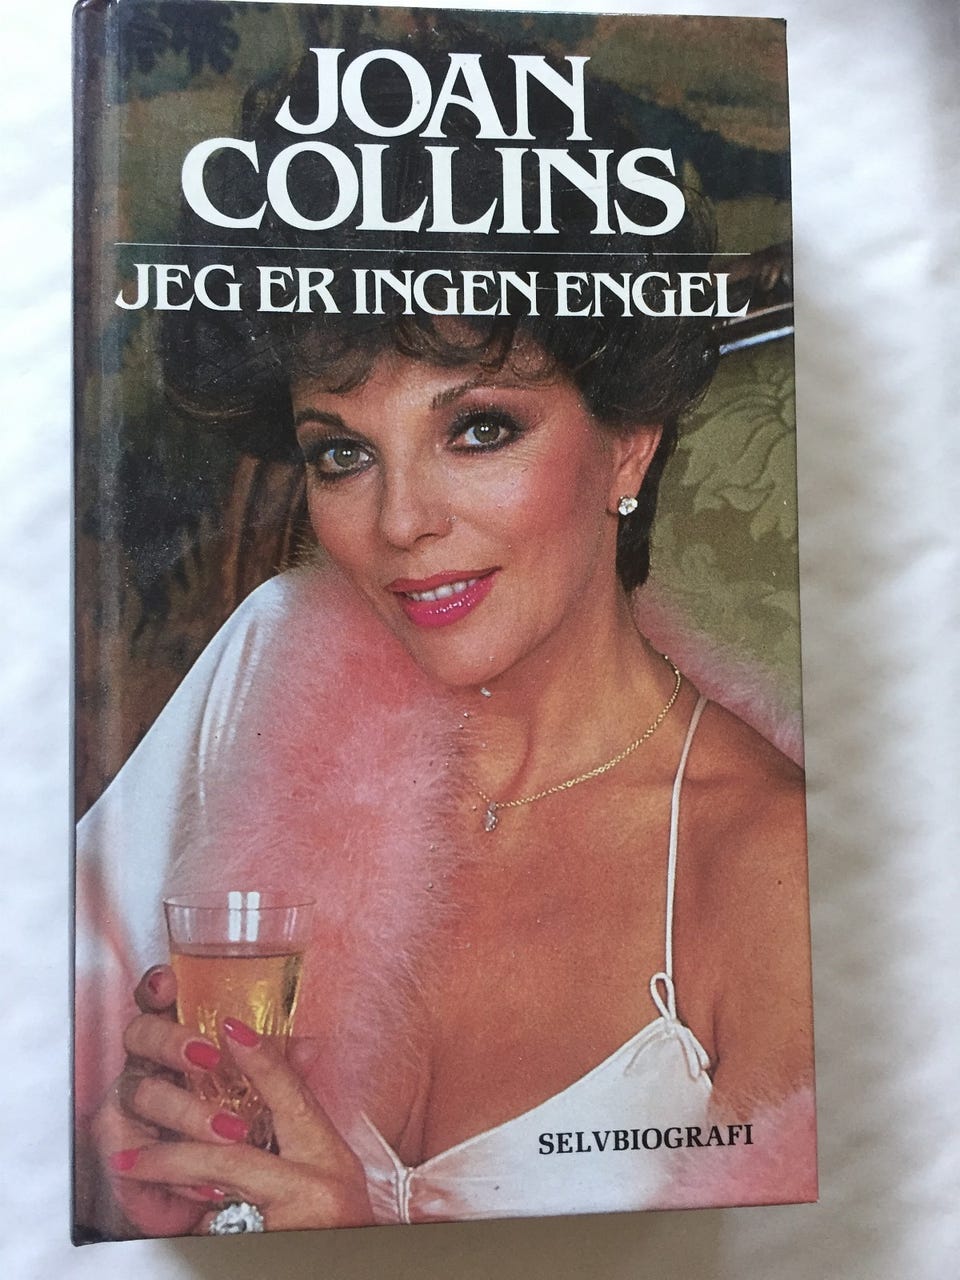 JOAN
COLLINS
JEG ER INGEN ENGEL
SELVBIOGRAFI